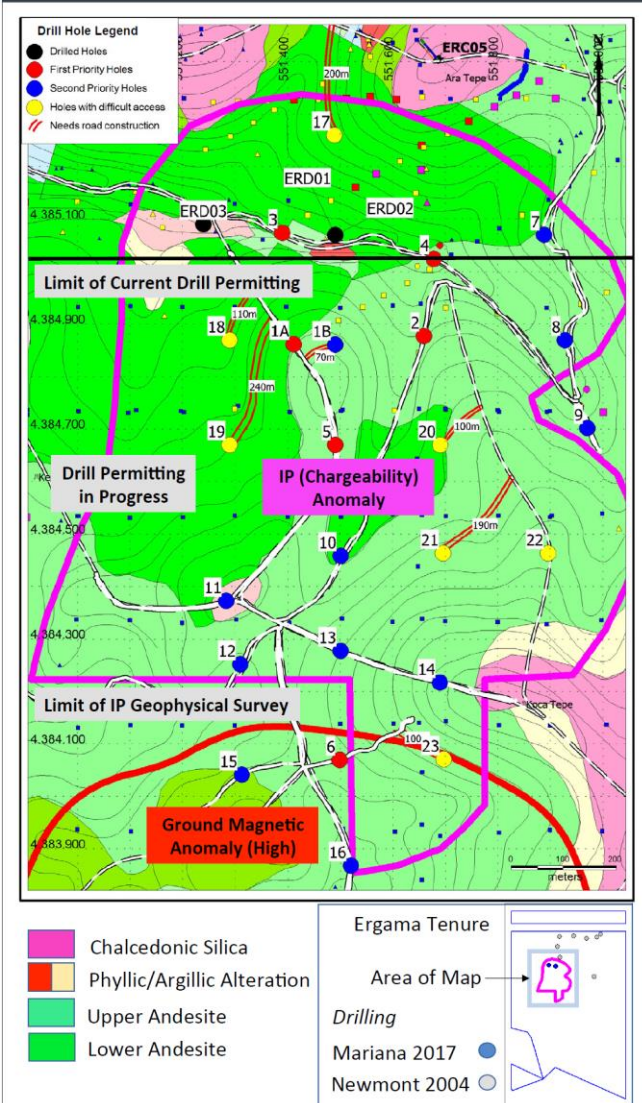 Drill Hole Legend
Drilled Holes
First Priority Holes
Second Priority Holes
Holes with difficult access
Needs road construction
551,400
551,600
551,800
ERC05
Ara Tepe
200m
17
ERD01
ERD03
ERD02
4,385,100
3
4
7
Limit of Current Drill Permitting
110m
4,384,900
18
1A
1B
2
8
70m
240m
4,384,700
19
5
20
100m
9
Drill Permitting
in Progress
IP (Chargeability)
Anomaly
190m
4,384,500
10
21
22
11
4,384,300
12
13
14
Limit of IP Geophysical Survey
Koca Tepe
4,384,100
6
100
23
15
Ground Magnetic
Anomaly (High)
4,383,900
16
0
100
200
meters
Chalcedonic Silica
Phyllic/Argillic Alteration
Upper Andesite
Lower Andesite
Ergama Tenure
Area of Map
Drilling
Mariana 2017
Newmont 2004